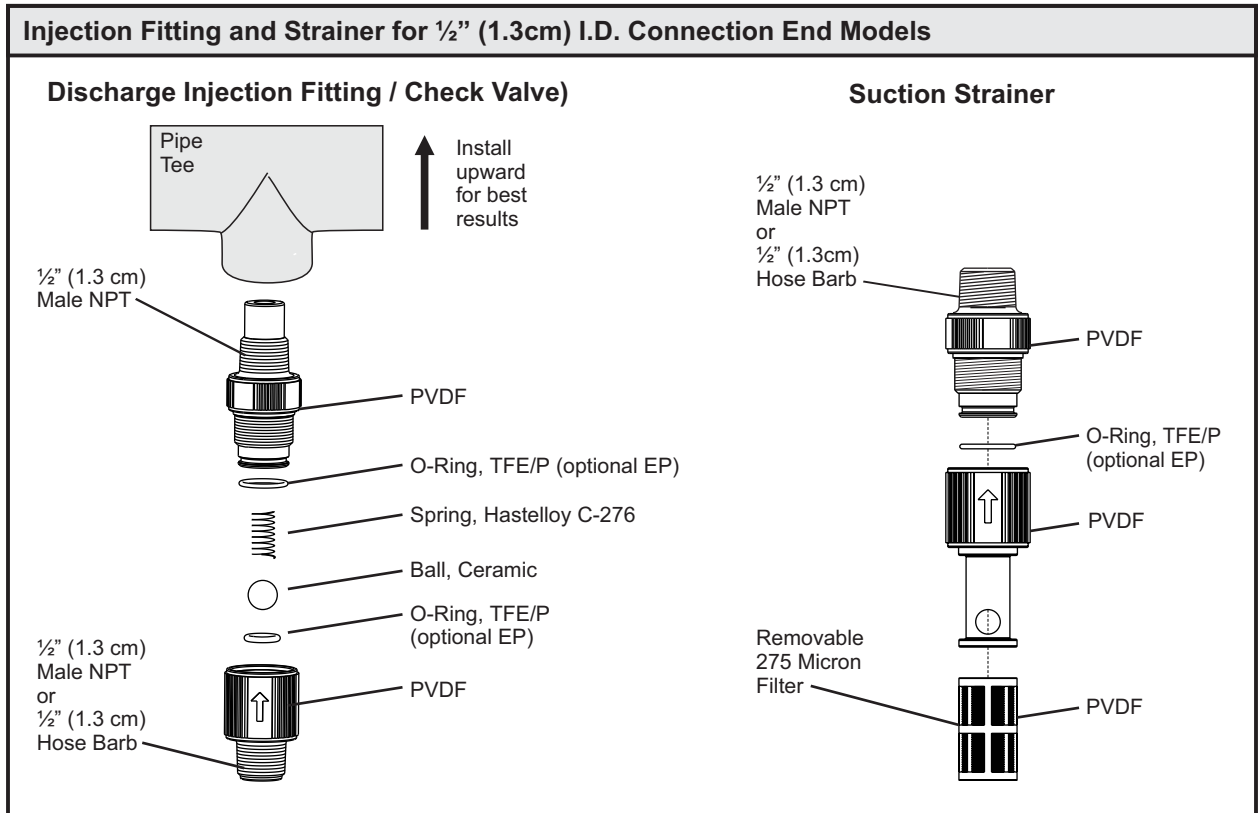 Injection Fitting and Strainer for ½” (1.3cm) I.D. Connection End Models
Discharge Injection Fitting / Check Valve)
Pipe
Tee
Install
upward
for best
results
½” (1.3 cm)
Male NPT
PVDF
O-Ring, TFE/P (optional EP)
Spring, Hastelloy C-276
Ball, Ceramic
O-Ring, TFE/P
(optional EP)
½” (1.3 cm)
Male NPT
or
½” (1.3 cm)
Hose Barb
PVDF
Suction Strainer
½” (1.3 cm)
Male NPT
or
½” (1.3cm)
Hose Barb
PVDF
O-Ring, TFE/P
(optional EP)
PVDF
Removable
275 Micron
Filter
PVDF